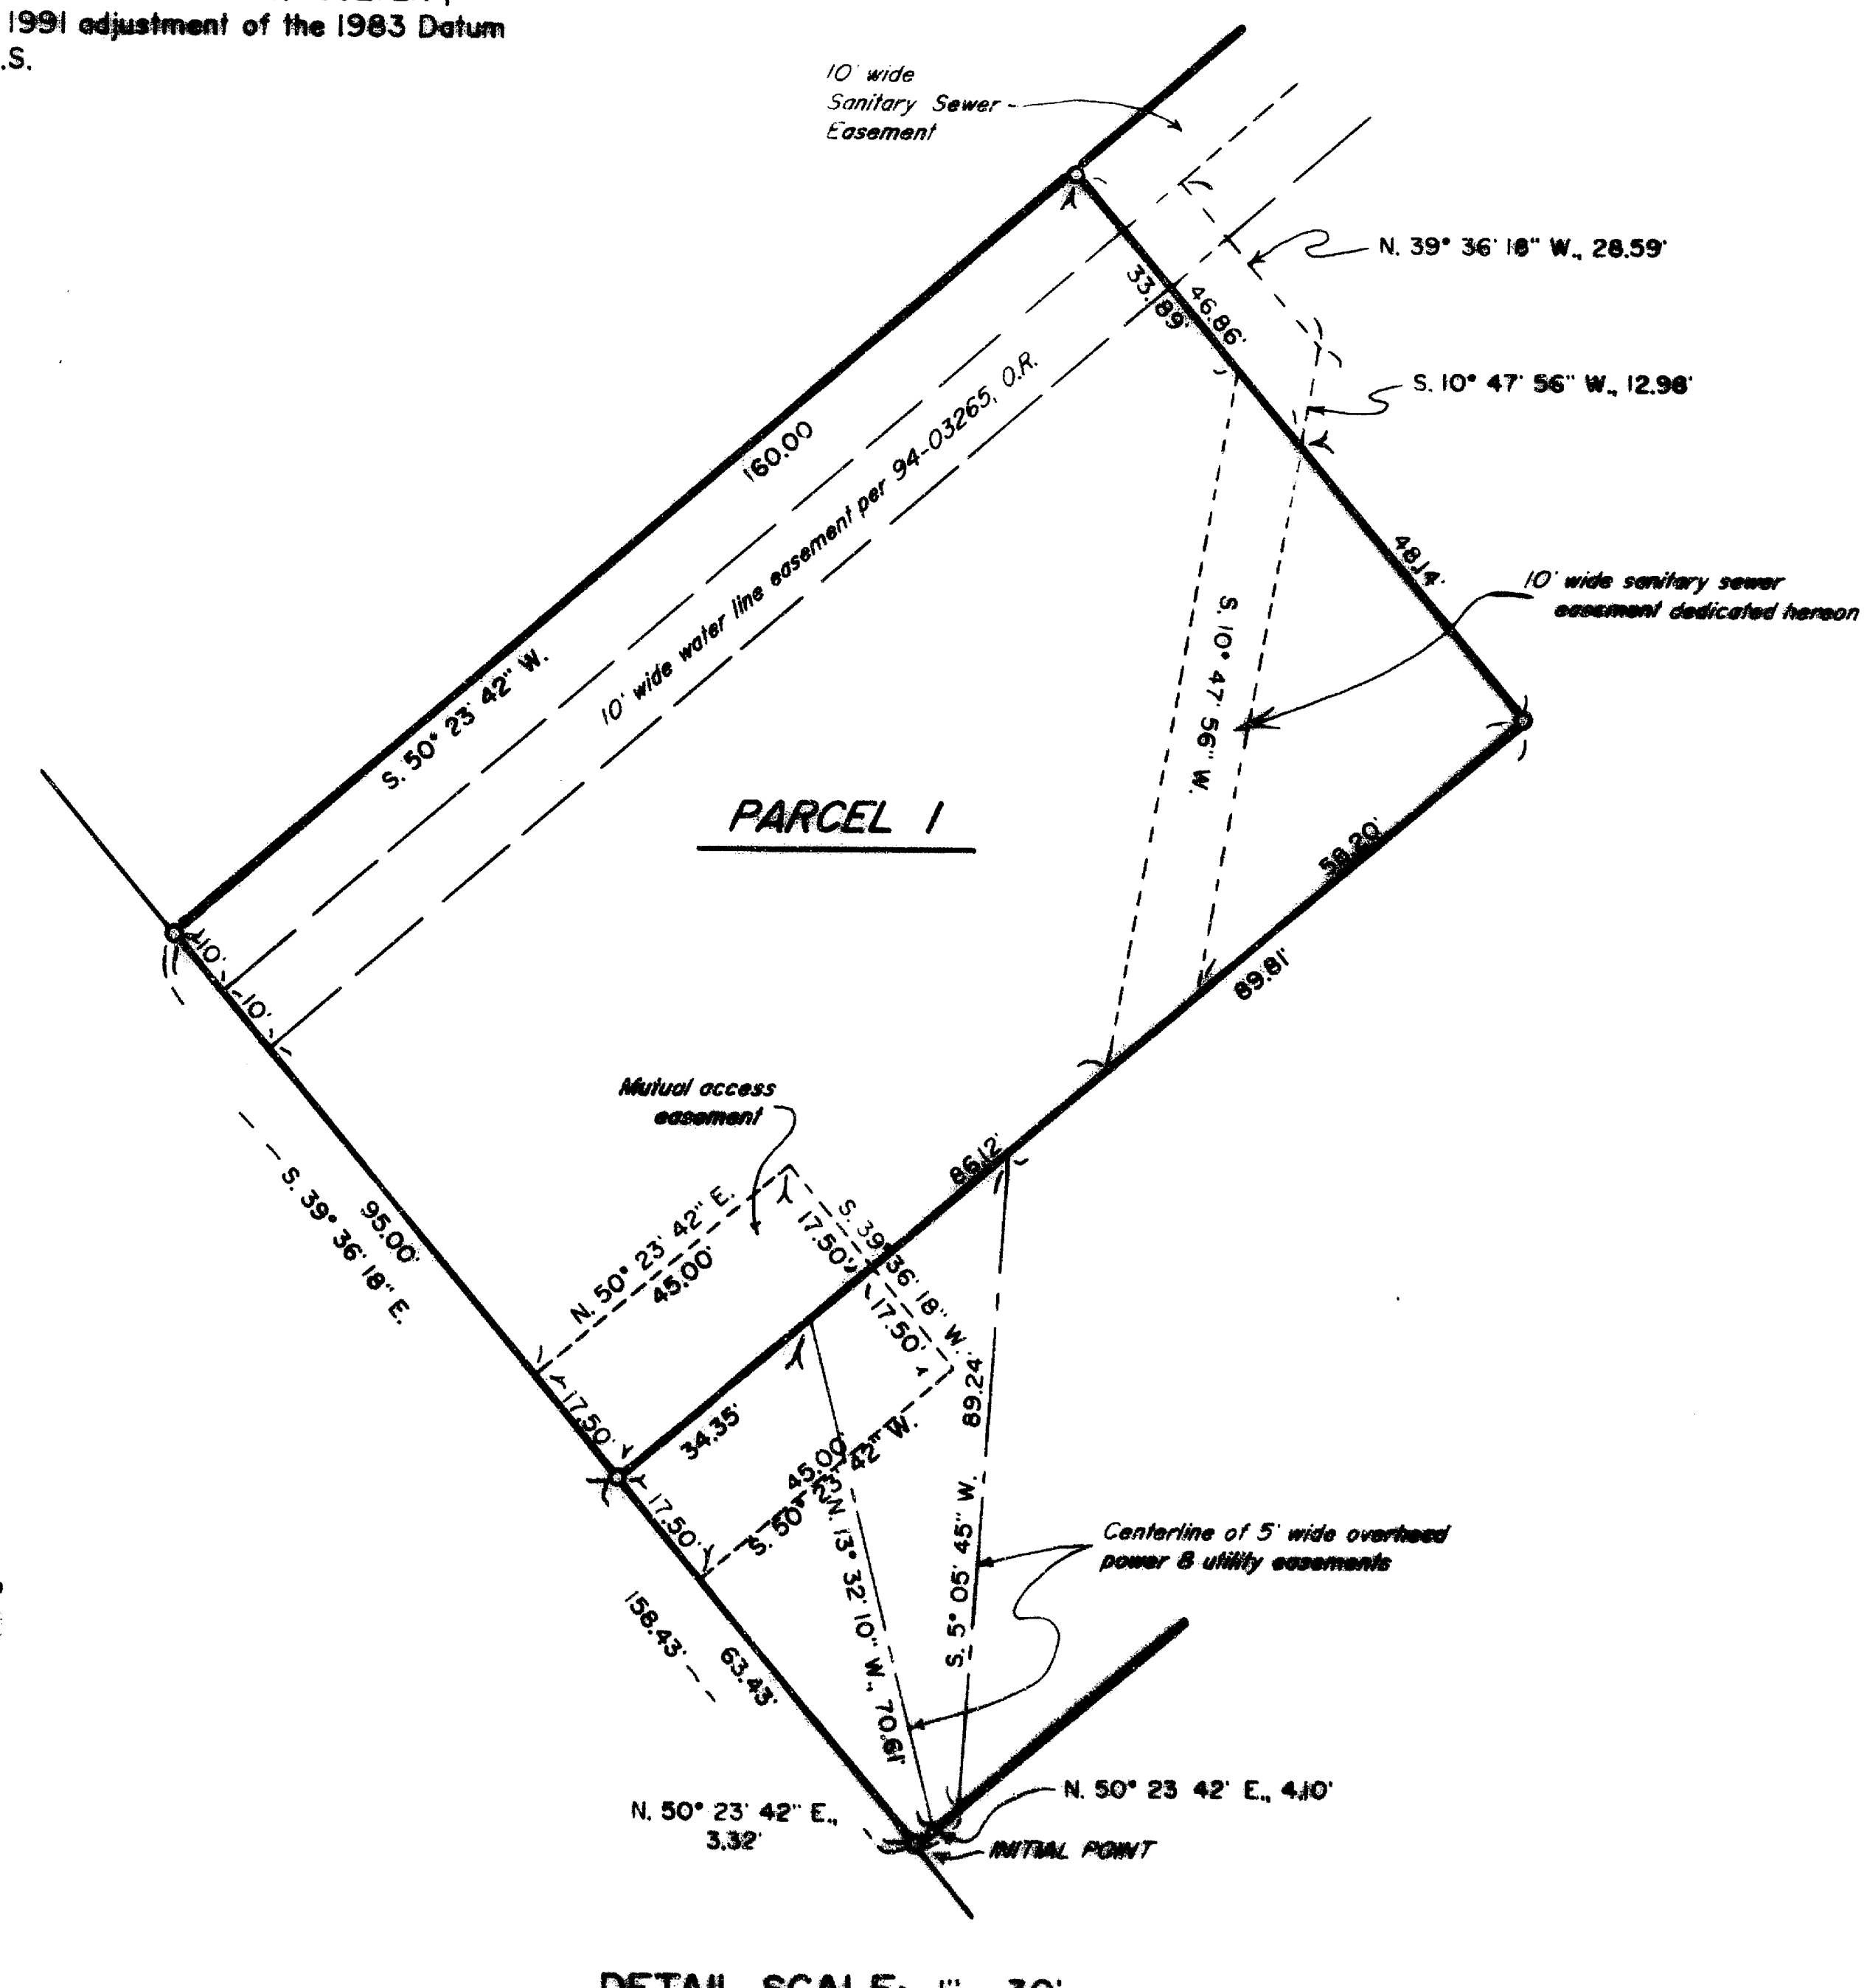 1991 adjustment of the 1983 Datum
.S.
10' wide
Sanitary Sewer
Easement
N. 39° 36' 18" W., 28.59'
33.89'
46.86'
S. 10° 47' 56" W., 12.98'
160.00
10' wide water line easement per 94-03265, O.R.
48.14'
10' wide sanitary sewer
easement dedicated hereon
S. 10° 47' 56" W.
S. 50° 23' 42" W.
PARCEL 1
58.20'
89.81'
10'
10'
Mutual access
easement
86.12'
S. 39° 36' 18" E.
95.00'
N. 50° 23' 42" E.
45.00'
S. 39° 36' 18" W.
17.50'
17.50'
17.50'
34.35'
89.24
45.00'
S. 50° 23' 42" W.
17.50'
N. 13° 32' 10" W., 70.61'
S. 5° 05' 45" W.
Centerline of 5' wide overhead
power & utility easements
158.43'
63.43'
N. 50° 23' 42" E.,
3.32'
N. 50° 23 42' E., 4.10'
INITIAL POINT
DETAIL SCALE: 1" 30'